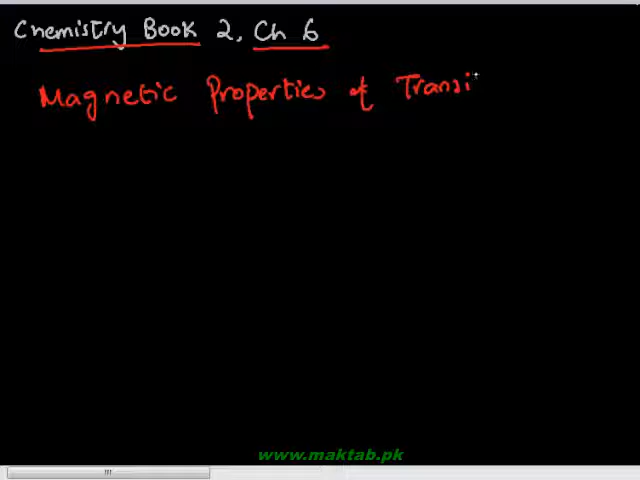 Chemistry Book 2, Ch 6
Magnetic Properties of Transi
www.maktab.pk